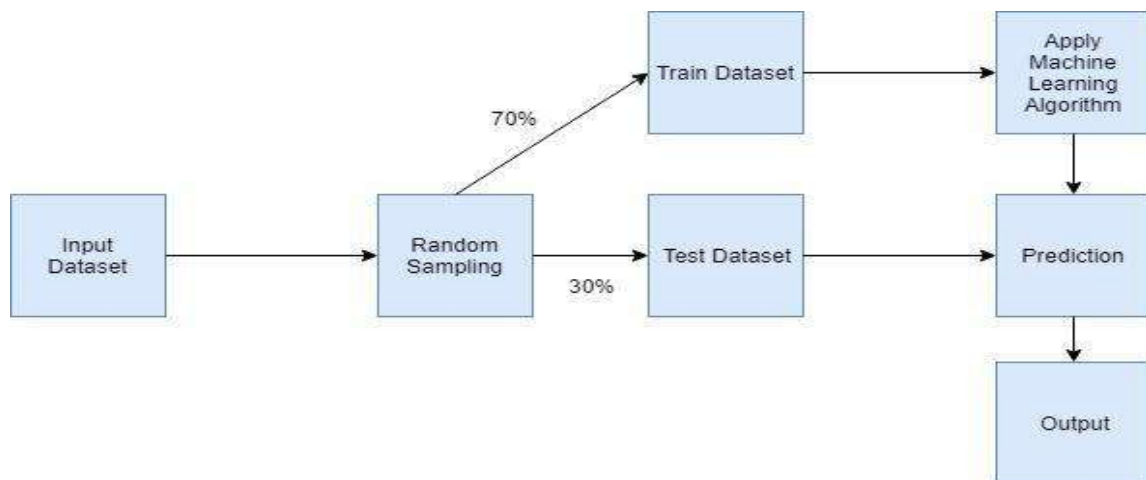 Train Dataset
Apply
Machine
Learning
Algorithm
70%
Input
Dataset
Random
Sampling
30%
Test Dataset
Prediction
Output